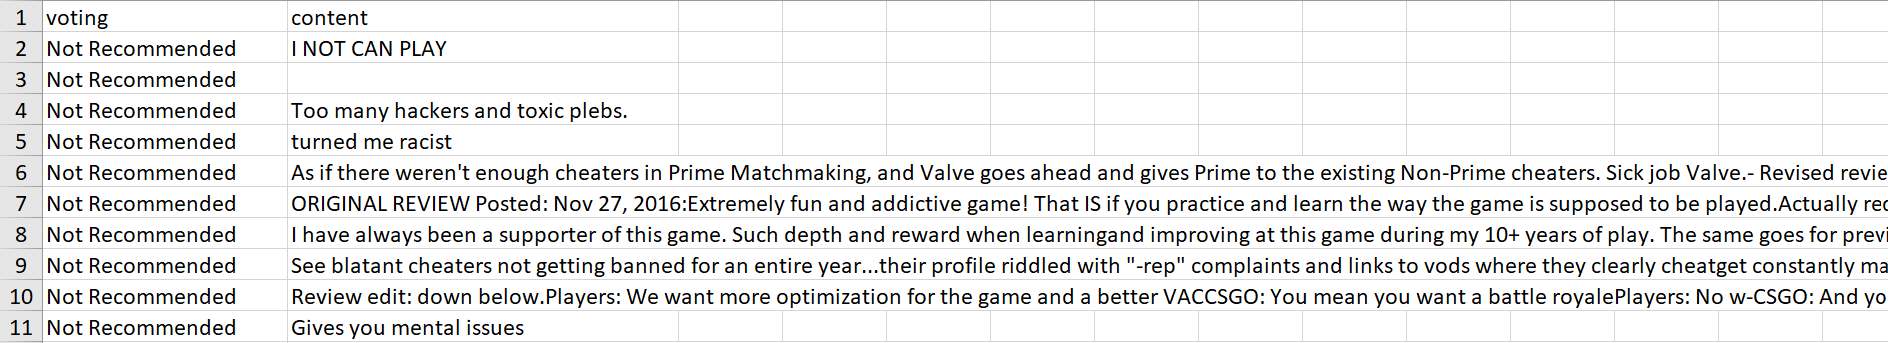 1 voting content
2 Not Recommended I NOT CAN PLAY
3 Not Recommended
4 Not Recommended Too many hackers and toxic plebs.
5 Not Recommended turned me racist
6 Not Recommended As if there weren't enough cheaters in Prime Matchmaking, and Valve goes ahead and gives Prime to the existing Non-Prime cheaters. Sick job Valve.- Revised revie
7 Not Recommended ORIGINAL REVIEW Posted: Nov 27, 2016:Extremely fun and addictive game! That IS if you practice and learn the way the game is supposed to be played.Actually rec
8 Not Recommended I have always been a supporter of this game. Such depth and reward when learningand improving at this game during my 10+ years of play. The same goes for previ
9 Not Recommended See blatant cheaters not getting banned for an entire year...their profile riddled with "-rep" complaints and links to vods where they clearly cheatget constantly ma
10 Not Recommended Review edit: down below.Players: We want more optimization for the game and a better VACCSGO: You mean you want a battle royalePlayers: No w-CSGO: And yo
11 Not Recommended Gives you mental issues